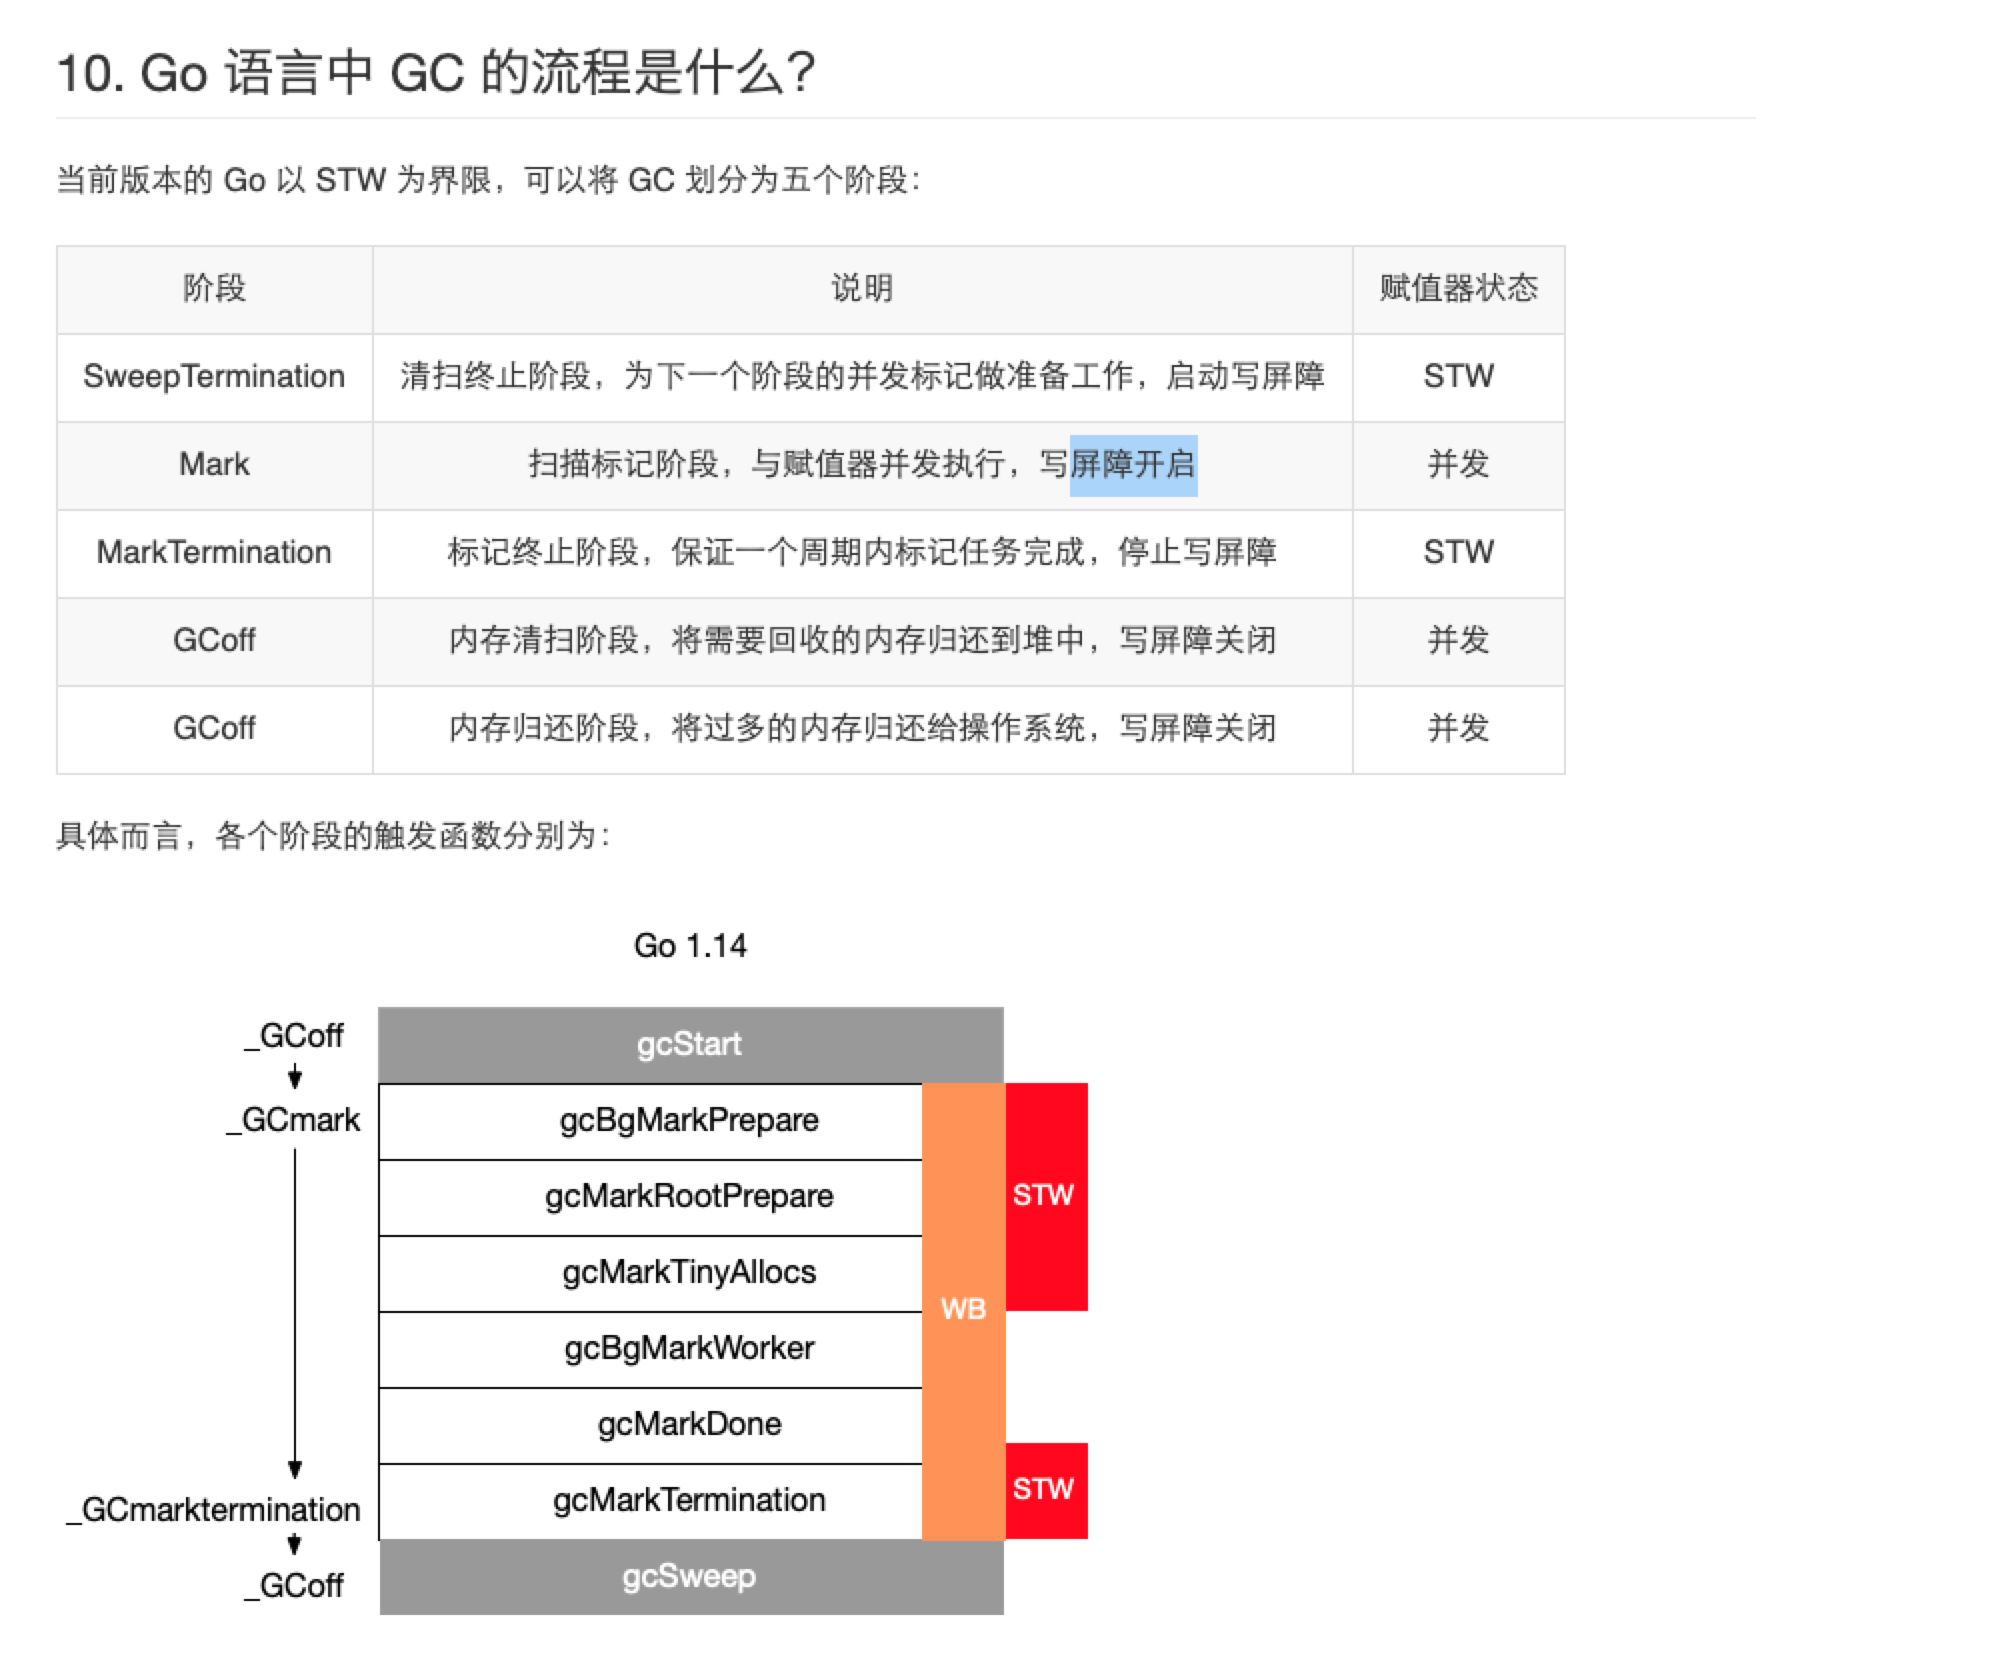 10. Go 语言中 GC 的流程是什么？
当前版本的 Go 以 STW 为界限，可以将 GC 划分为五个阶段：
阶段 说明 赋值器状态
SweepTermination 清扫终止阶段，为下一个阶段的并发标记做准备工作，启动写屏障 STW
Mark 扫描标记阶段，与赋值器并发执行，写屏障开启 并发
MarkTermination 标记终止阶段，保证一个周期内标记任务完成，停止写屏障 STW
GCoff 内存清扫阶段，将需要回收的内存归还到堆中，写屏障关闭 并发
GCoff 内存归还阶段，将过多的内存归还给操作系统，写屏障关闭 并发
具体而言，各个阶段的触发函数分别为：
Go 1.14
_GCoff gcStart
_GCmark gcBgMarkPrepare
gcMarkRootPrepare STW
gcMarkTinyAllocs
WB
gcBgMarkWorker
gcMarkDone
_GCmarktermination gcMarkTermination STW
_GCoff gcSweep